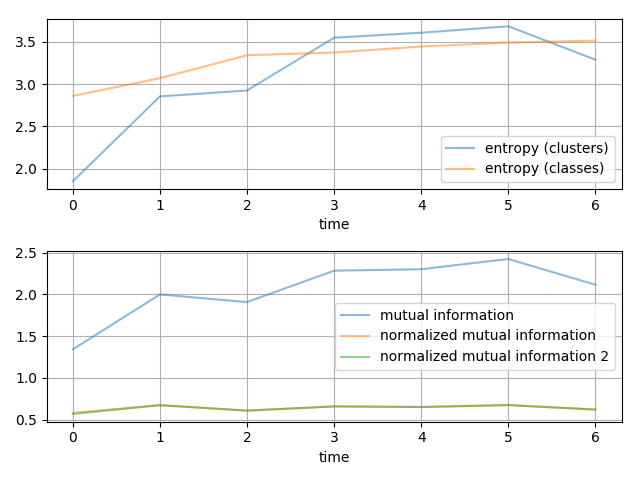 3.5
3.0
2.5
2.0
entropy (clusters)
entropy (classes)
0 1 2 3 4 5 6
time
2.5
2.0
1.5
1.0
0.5
mutual information
normalized mutual information
normalized mutual information 2
0 1 2 3 4 5 6
time